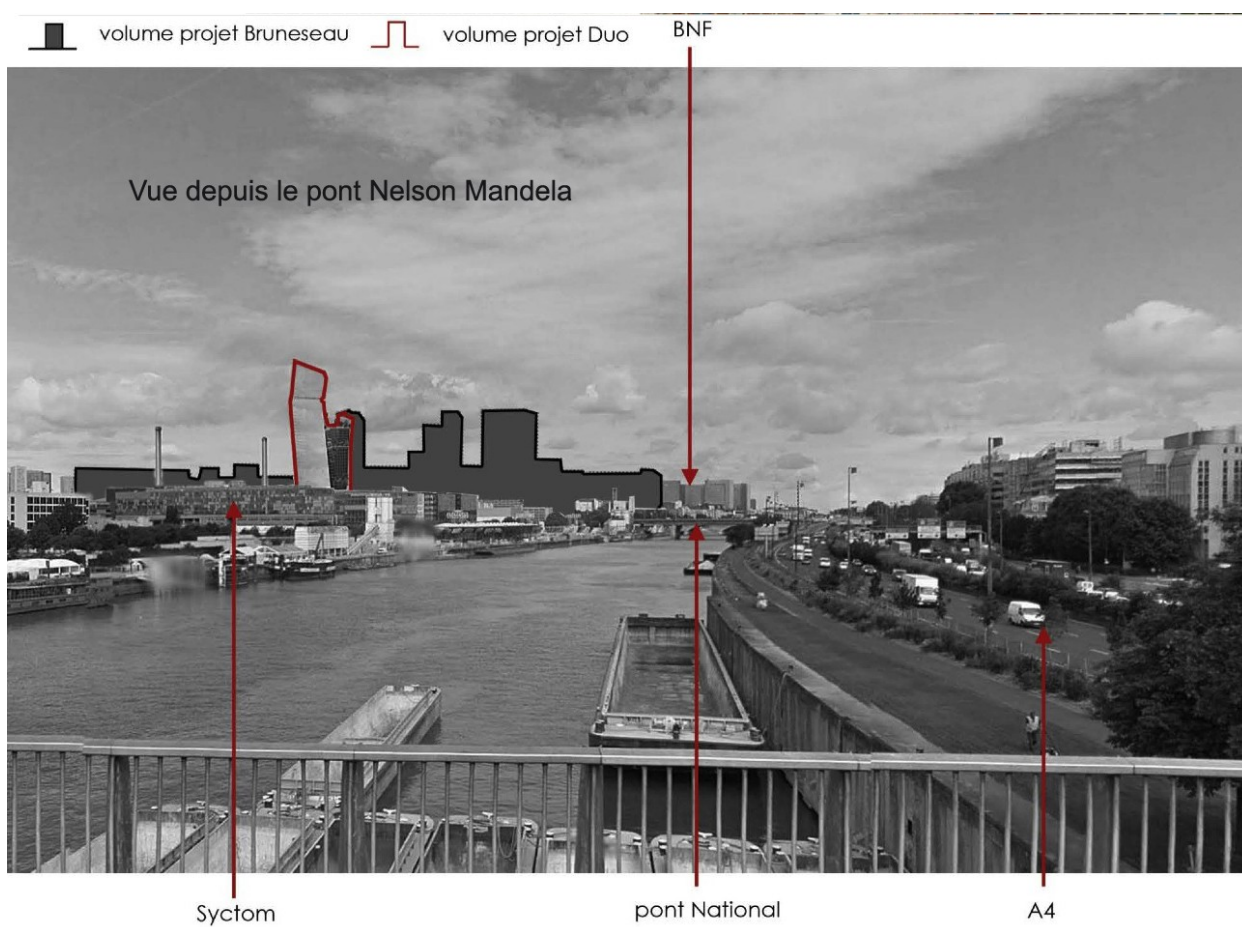 volume projet Bruneseau
volume projet Duo
BNF
Vue depuis le pont Nelson Mandela
Syctom
pont National
A4